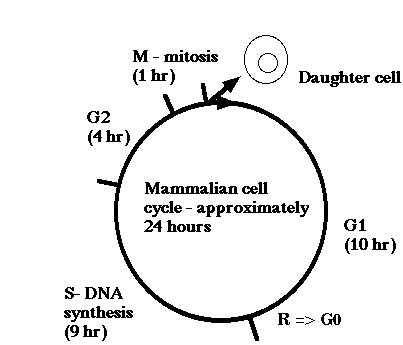 M - mitosis
(1 hr)
Daughter cell
G2
(4 hr)
Mammalian cell
cycle - approximately
24 hours
G1
(10 hr)
S- DNA
synthesis
(9 hr)
R => G0